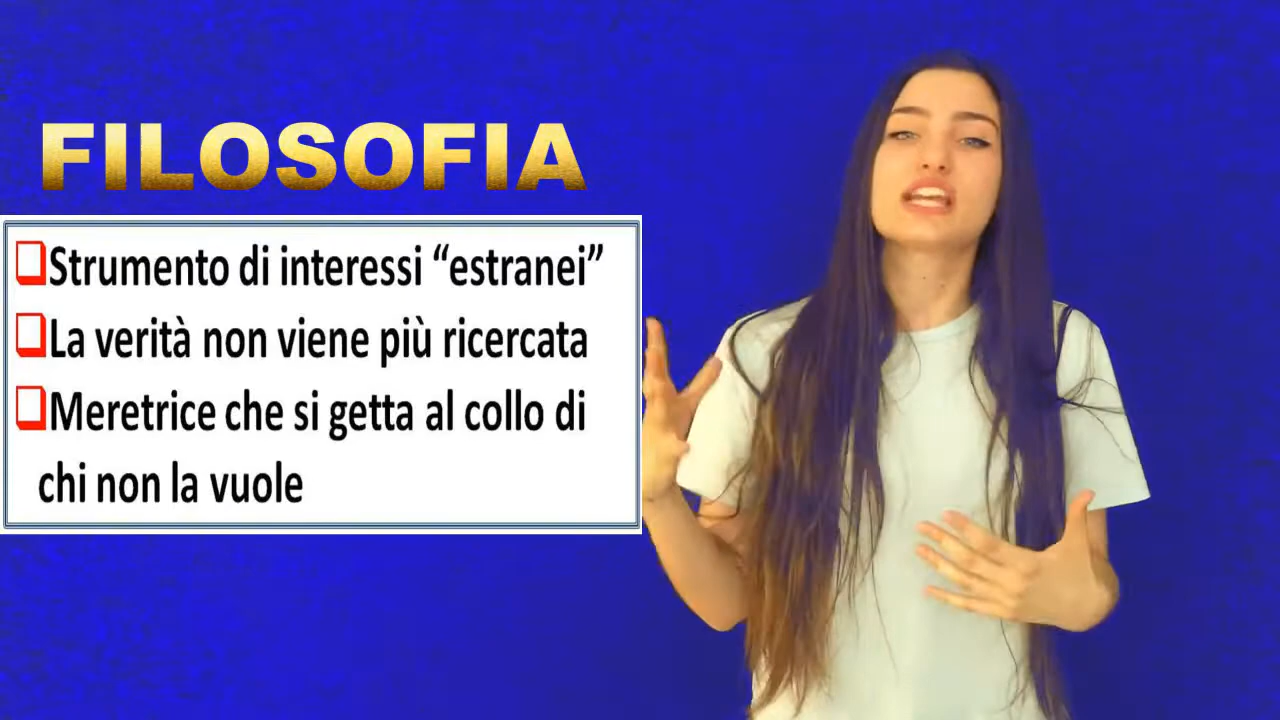 FILOSOFIA
Strumento di interessi “estranei”
La verità non viene più ricercata
Meretrice che si getta al collo di
chi non la vuole